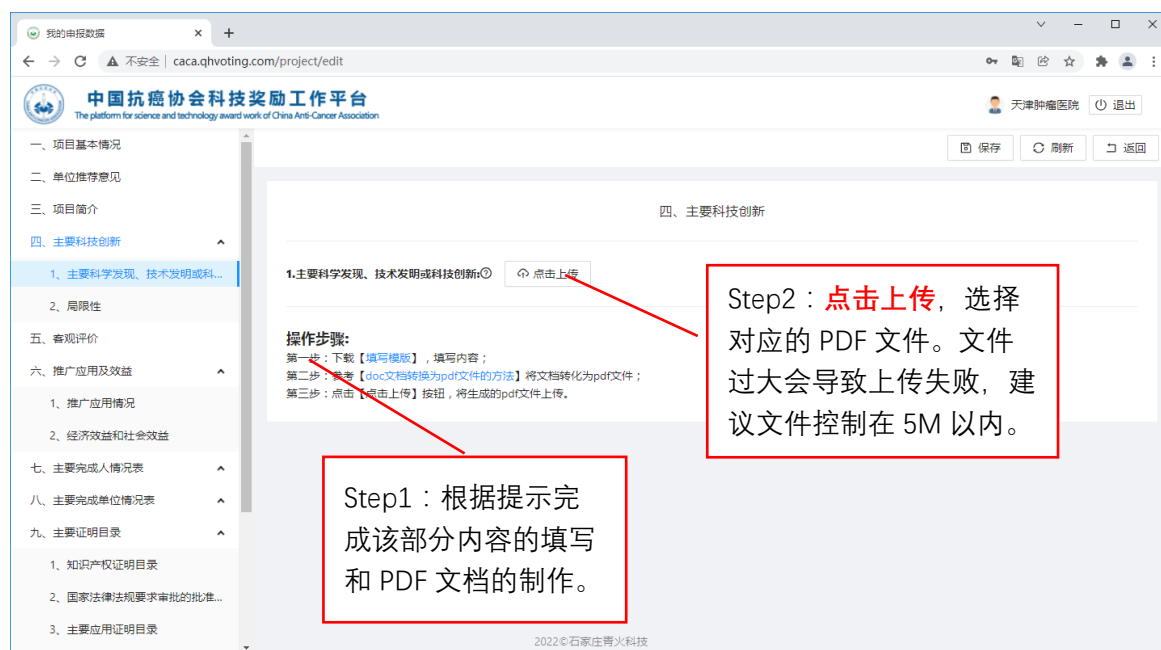 我的申报数据
不安全 caca.qhvoting.com/project/edit
中国抗癌协会科技奖励工作平台
The platform for science and technology award work of China Anti-Cancer Association
天津肿瘤医院 退出
保存 刷新 返回
一、项目基本情况
二、单位推荐意见
三、项目简介
四、主要科技创新
1、主要科学发现、技术发明或科...
2、局限性
五、客观评价
六、推广应用及效益
1、推广应用情况
2、经济效益和社会效益
七、主要完成人情况表
八、主要完成单位情况表
九、主要证明目录
1、知识产权证明目录
2、国家法律法规要求审批的批准...
3、主要应用证明目录
四、主要科技创新
1.主要科学发现、技术发明或科技创新: 点击上传
操作步骤:
第一步：下载【填写模版】，填写内容；
第二步：参考【doc文档转换为pdf文件的方法】将文档转化为pdf文件；
第三步：点击【点击上传】按钮，将生成的pdf文件上传。
Step2：点击上传，选择
对应的 PDF 文件。文件
过大会导致上传失败，建
议文件控制在 5M 以内。
Step1：根据提示完
成该部分内容的填写
和 PDF 文档的制作。
2022©石家庄青火科技